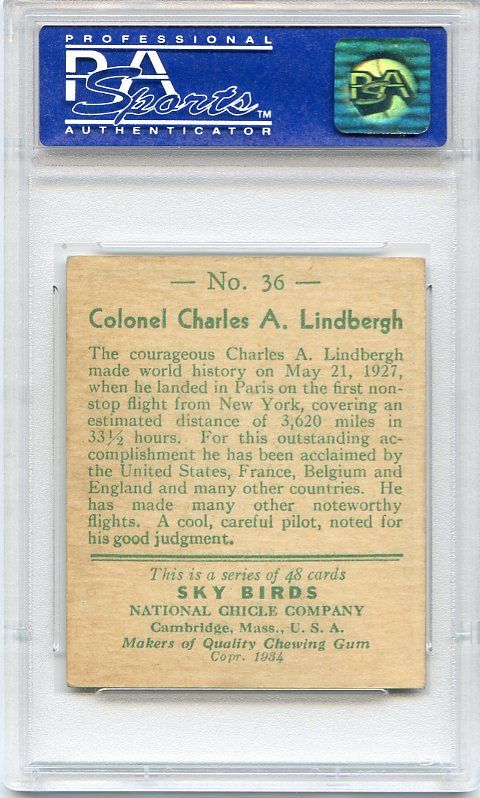 PROFESSIONAL
PSA
Sports™
AUTHENTICATOR
PSA
— No. 36 —
Colonel Charles A. Lindbergh
The courageous Charles A. Lindbergh
made world history on May 21, 1927,
when he landed in Paris on the first non-
stop flight from New York, covering an
estimated distance of 3,620 miles in
33½ hours. For this outstanding ac-
complishment he has been acclaimed by
the United States, France, Belgium and
England and many other countries. He
has made many other noteworthy
flights. A cool, careful pilot, noted for
his good judgment.
This is a series of 48 cards
SKY BIRDS
NATIONAL CHICLE COMPANY
Cambridge, Mass., U. S. A.
Makers of Quality Chewing Gum
Copr. 1934